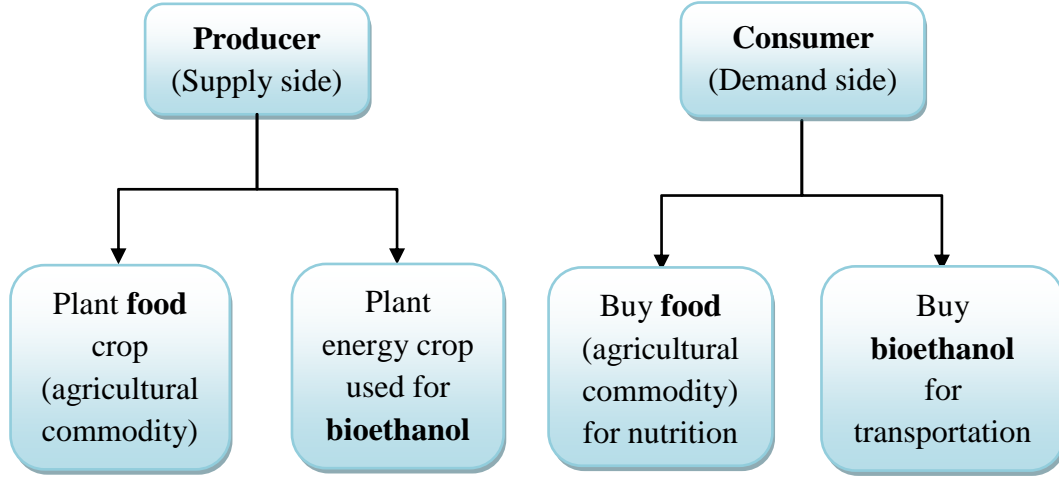 Producer
(Supply side)
Consumer
(Demand side)
Plant food
crop
(agricultural
commodity)
Plant
energy crop
used for
bioethanol
Buy food
(agricultural
commodity)
for nutrition
Buy
bioethanol
for
transportation